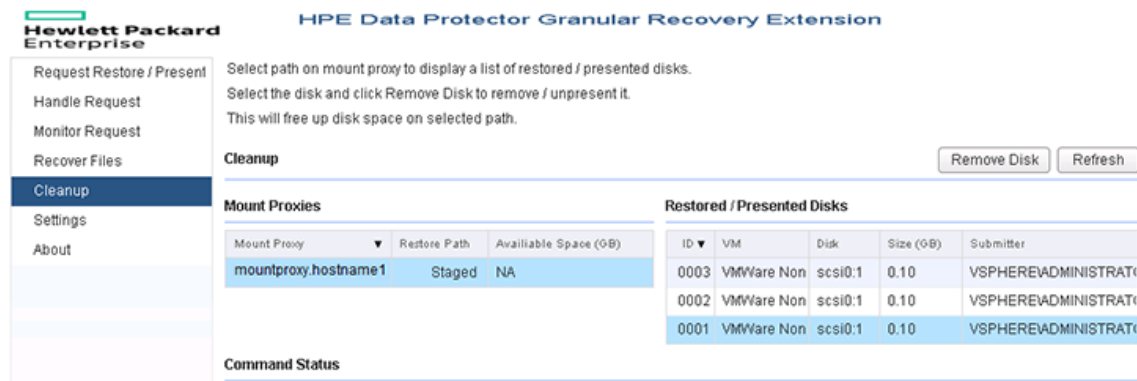 Hewlett Packard
Enterprise
HPE Data Protector Granular Recovery Extension
Request Restore / Present
Handle Request
Monitor Request
Recover Files
Cleanup
Settings
About
Select path on mount proxy to display a list of restored / presented disks.
Select the disk and click Remove Disk to remove / unpresent it.
This will free up disk space on selected path.
Cleanup Remove Disk Refresh
Mount Proxies
Mount Proxy ▼ Restore Path Availiable Space (GB)
mountproxy.hostname1 Staged NA
Restored / Presented Disks
ID ▼ VM Disk Size (GB) Submitter
0003 VMWare Non scsi0:1 0.10 VSPHERE\ADMINISTRATO
0002 VMWare Non scsi0:1 0.10 VSPHERE\ADMINISTRATO
0001 VMWare Non scsi0:1 0.10 VSPHERE\ADMINISTRATO
Command Status